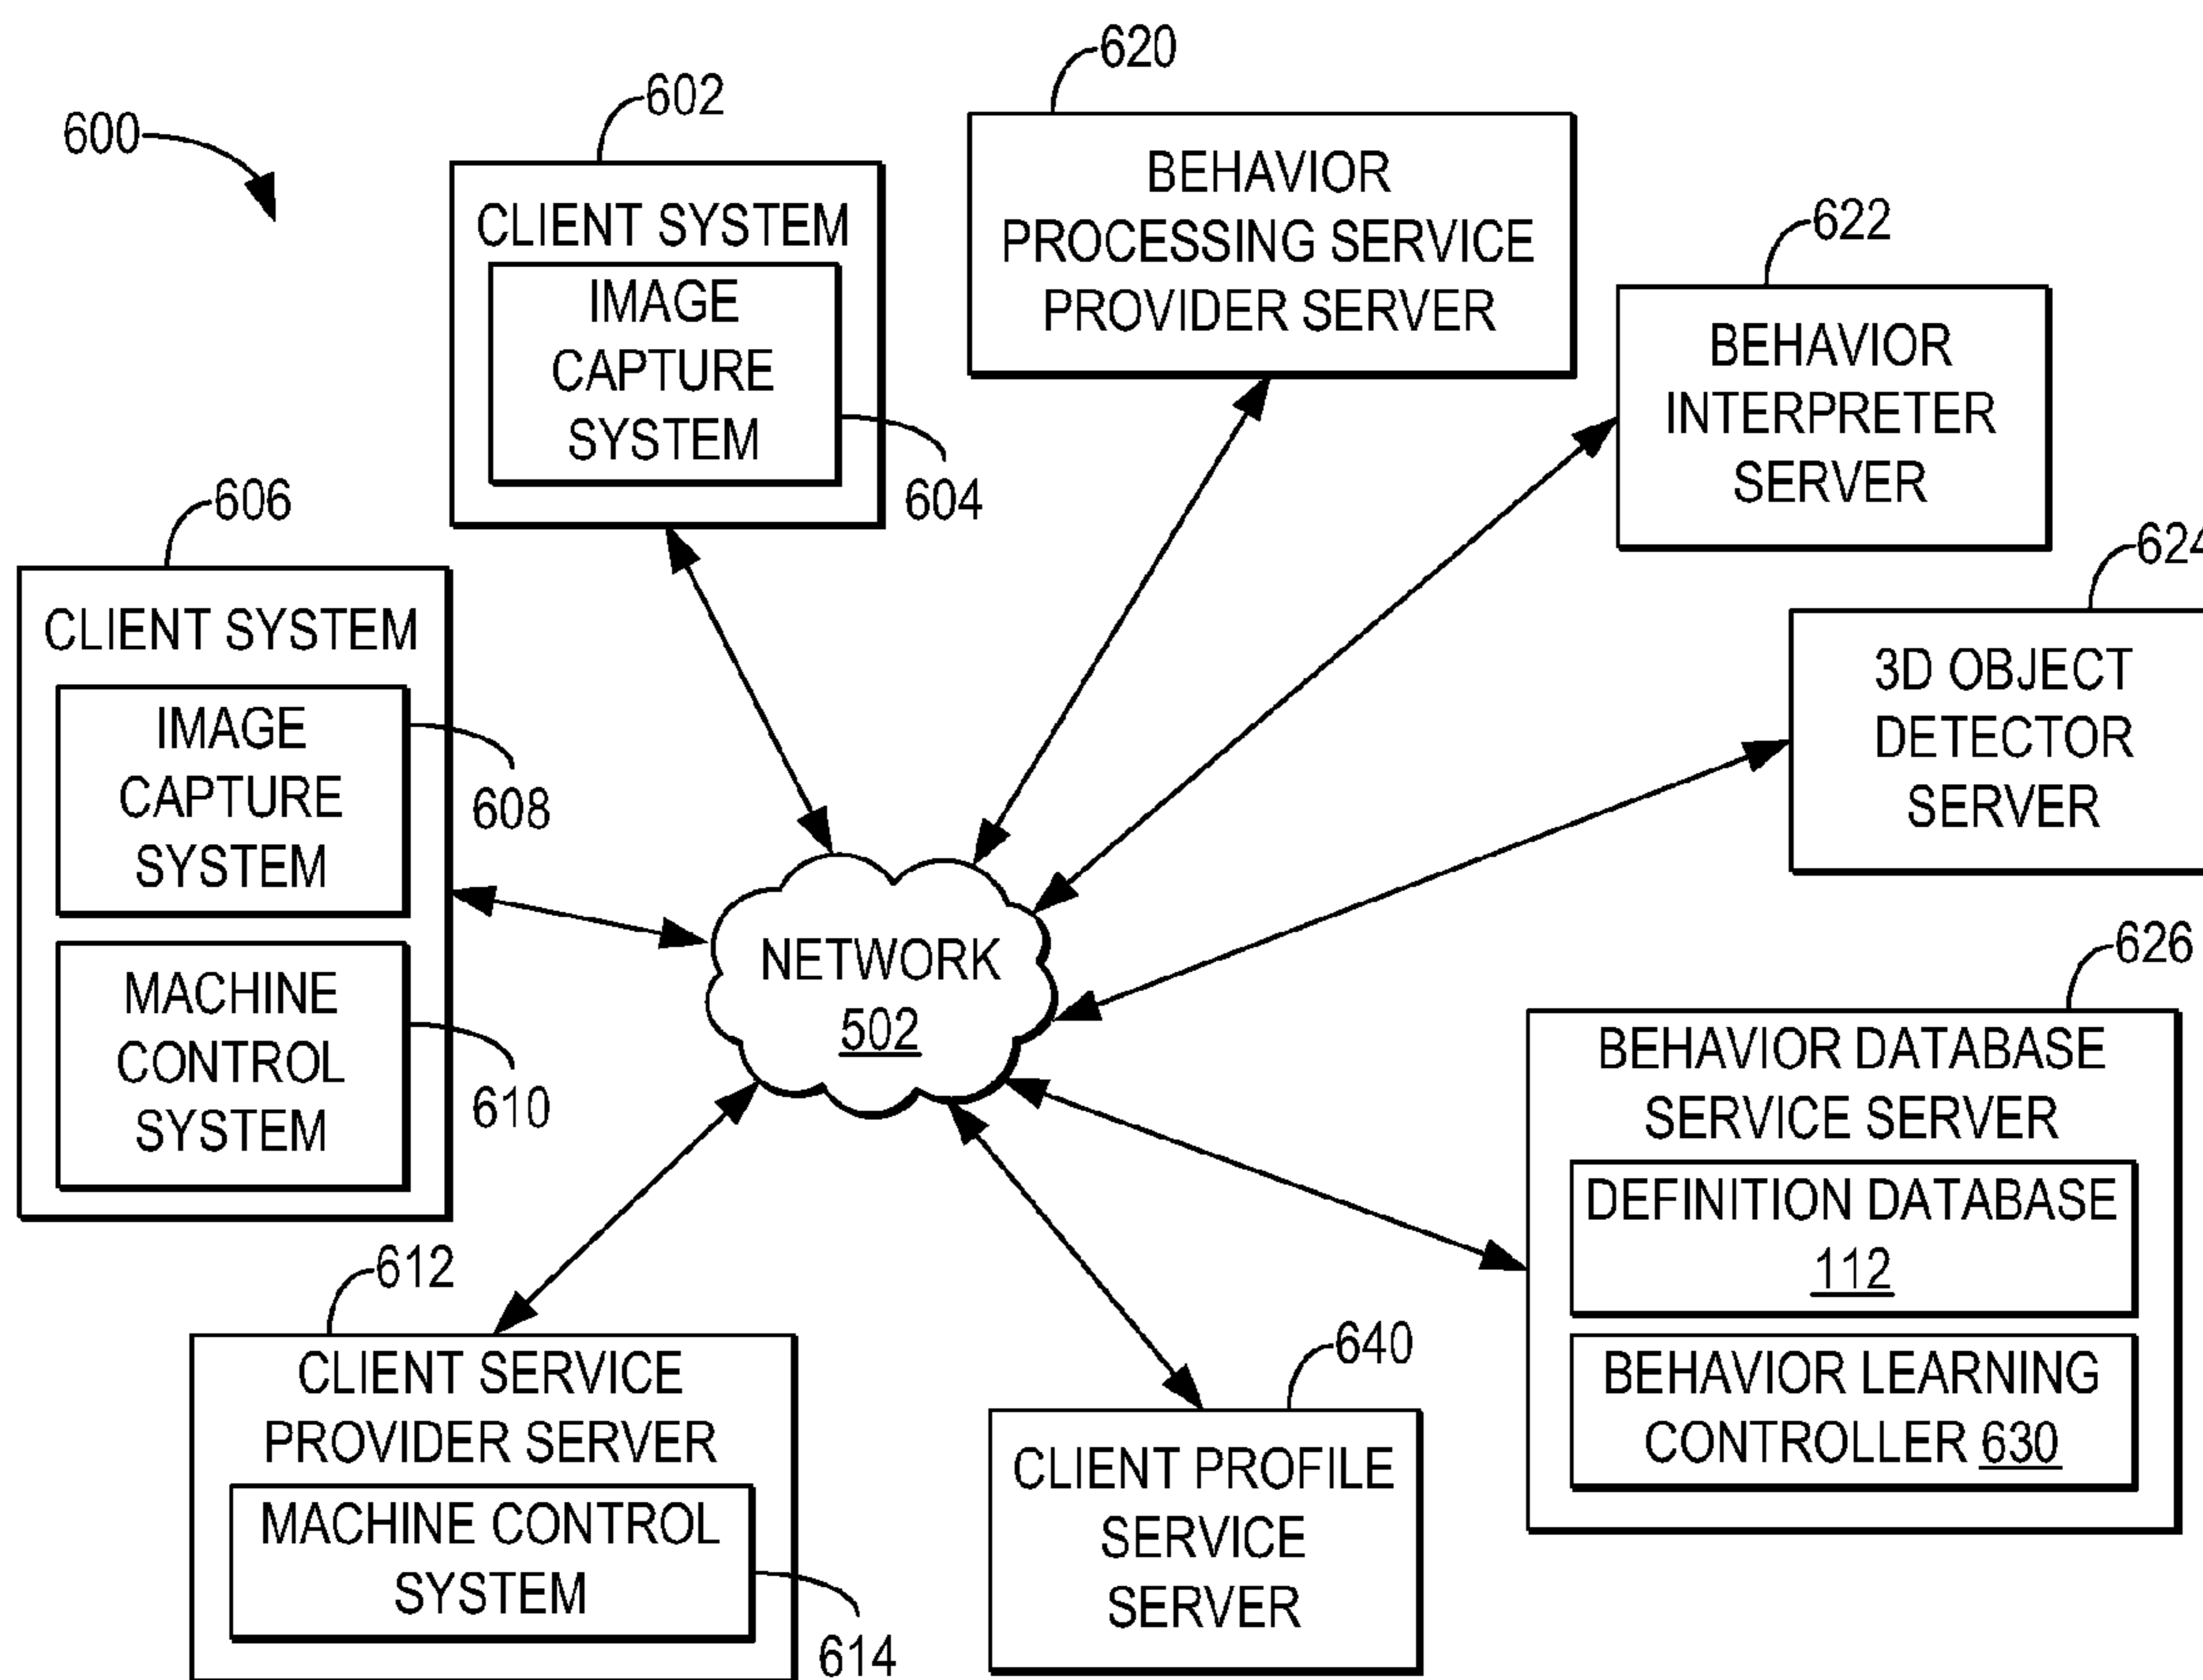 600
602
CLIENT SYSTEM
IMAGE
CAPTURE
SYSTEM
604
620
BEHAVIOR
PROCESSING SERVICE
PROVIDER SERVER
622
BEHAVIOR
INTERPRETER
SERVER
606
CLIENT SYSTEM
IMAGE
CAPTURE
SYSTEM
608
MACHINE
CONTROL
SYSTEM
610
624
3D OBJECT
DETECTOR
SERVER
NETWORK
502
626
BEHAVIOR DATABASE
SERVICE SERVER
DEFINITION DATABASE
112
BEHAVIOR LEARNING
CONTROLLER 630
612
CLIENT SERVICE
PROVIDER SERVER
MACHINE CONTROL
SYSTEM
614
640
CLIENT PROFILE
SERVICE
SERVER